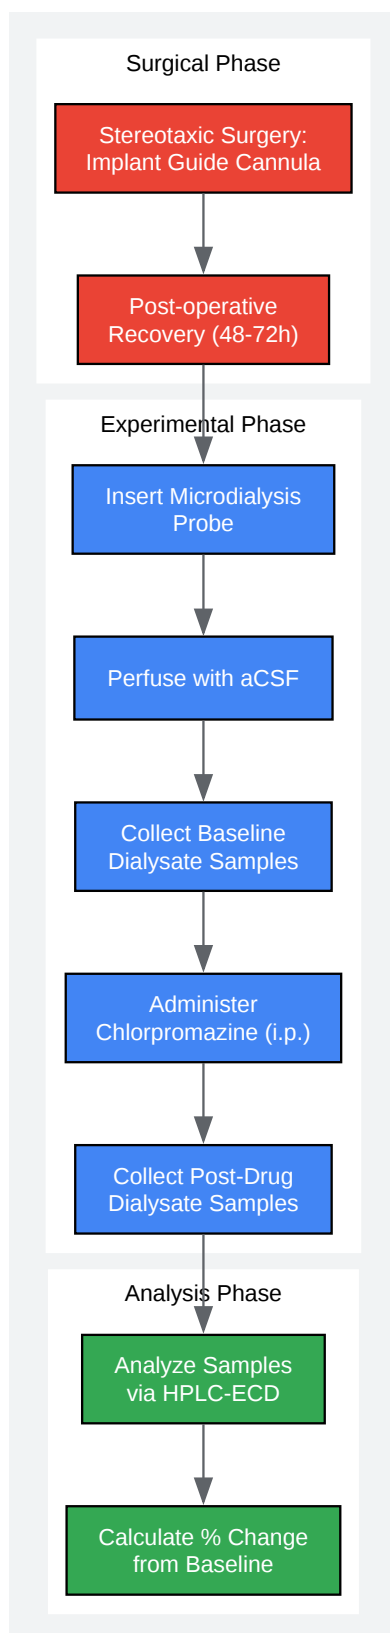 Surgical Phase
Stereotaxic Surgery:
Implant Guide Cannula
Post-operative
Recovery (48-72h)
Experimental Phase
Insert Microdialysis
Probe
Perfuse with aCSF
Collect Baseline
Dialysate Samples
Administer
Chlorpromazine (i.p.)
Collect Post-Drug
Dialysate Samples
Analysis Phase
Analyze Samples
via HPLC-ECD
Calculate % Change
from Baseline